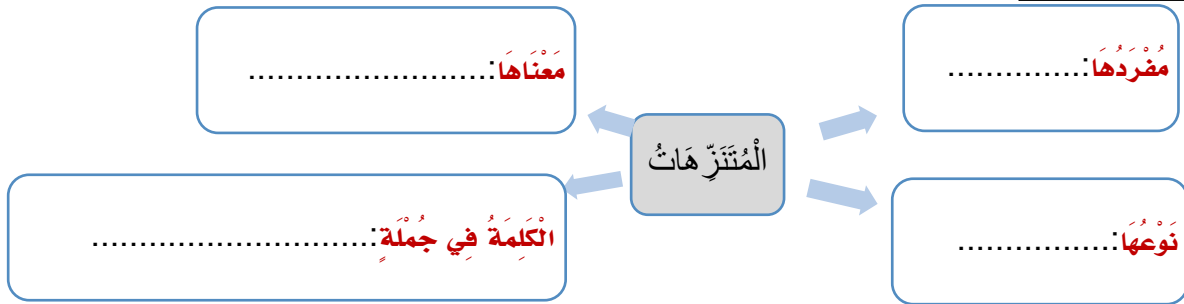 مُفْرَدُهَا:..............
مَعْنَاهَا:.........................
الْمُتَنَزِّهَاتُ
نَوْعُهَا:................
الْكَلِمَةُ فِي جُمْلَةٍ:.............................